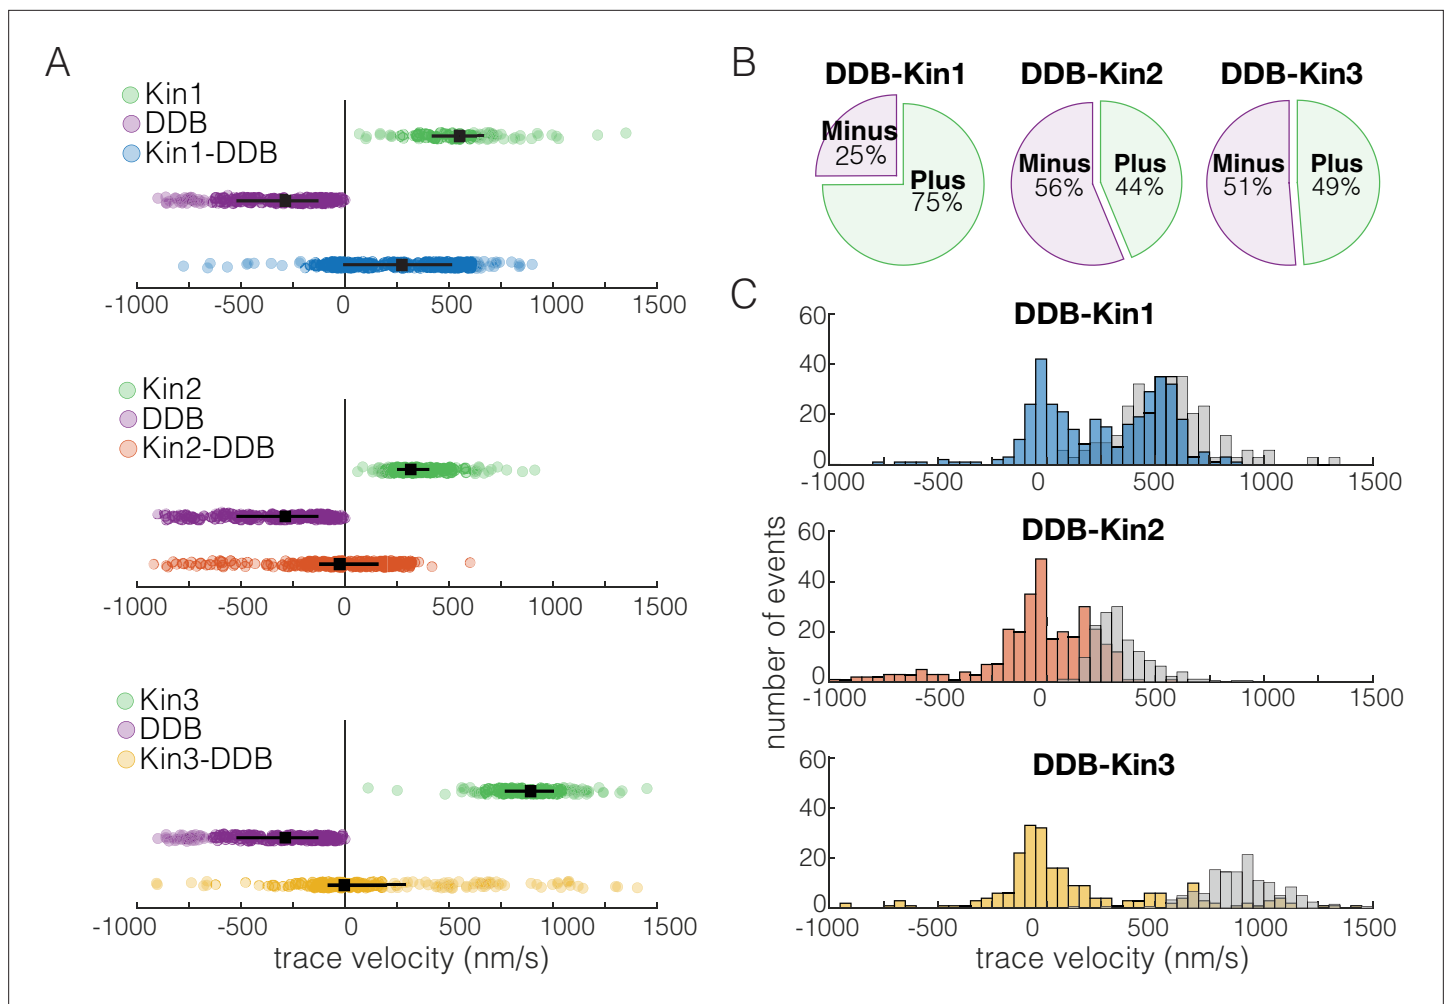 A
Kin1
DDB
Kin1-DDB
-1000 -500 0 500 1000 1500
Kin2
DDB
Kin2-DDB
-1000 -500 0 500 1000 1500
Kin3
DDB
Kin3-DDB
-1000 -500 0 500 1000 1500
trace velocity (nm/s)
B
DDB-Kin1 DDB-Kin2 DDB-Kin3
Minus
25%
Plus
75%
Minus
56%
Plus
44%
Minus
51%
Plus
49%
C
DDB-Kin1
60
40
20
0
-1000 -500 0 500 1000 1500
DDB-Kin2
60
40
20
0
-1000 -500 0 500 1000 1500
number of events
DDB-Kin3
60
40
20
0
-1000 -500 0 500 1000 1500
trace velocity (nm/s)